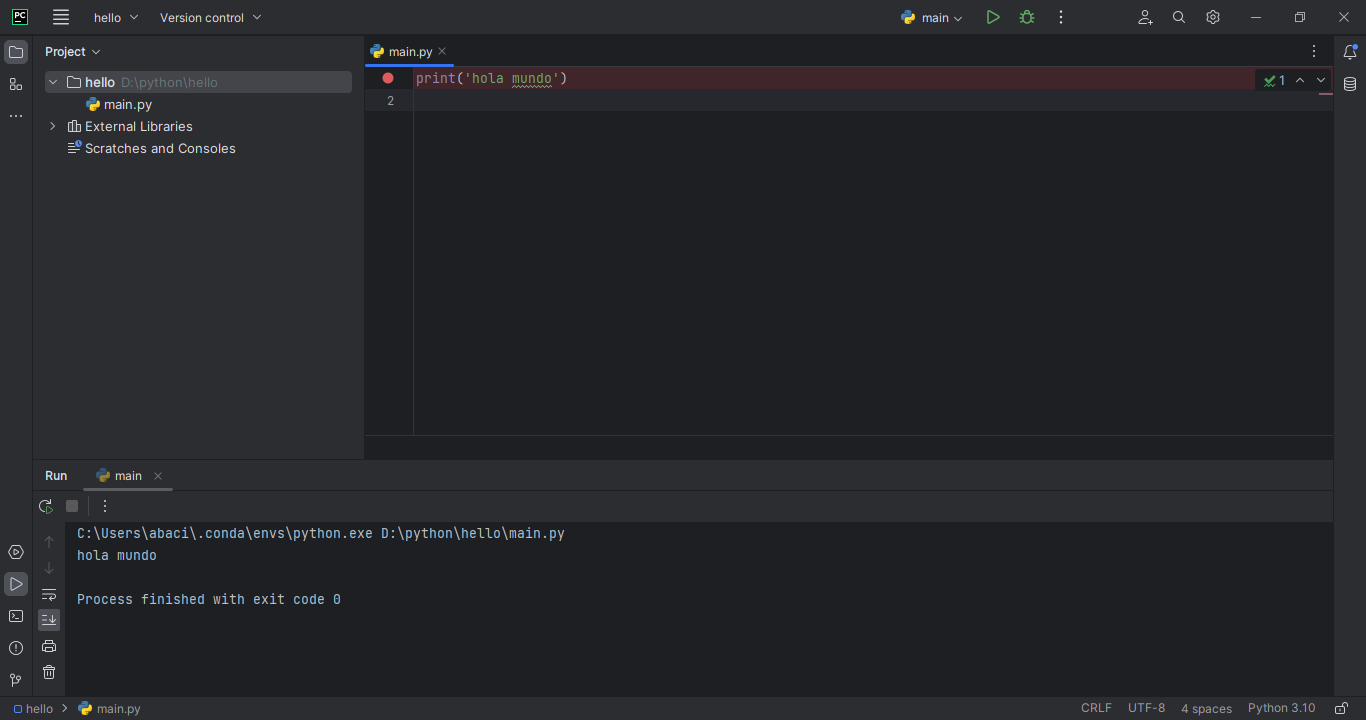 PC hello Version control main
Project
main.py
hello D:\python\hello
print('hola mundo')
1
2
main.py
External Libraries
Scratches and Consoles
Run main
C:\Users\abaci\.conda\envs\python.exe D:\python\hello\main.py
hola mundo
Process finished with exit code 0
hello main.py CRLF UTF-8 4 spaces Python 3.10